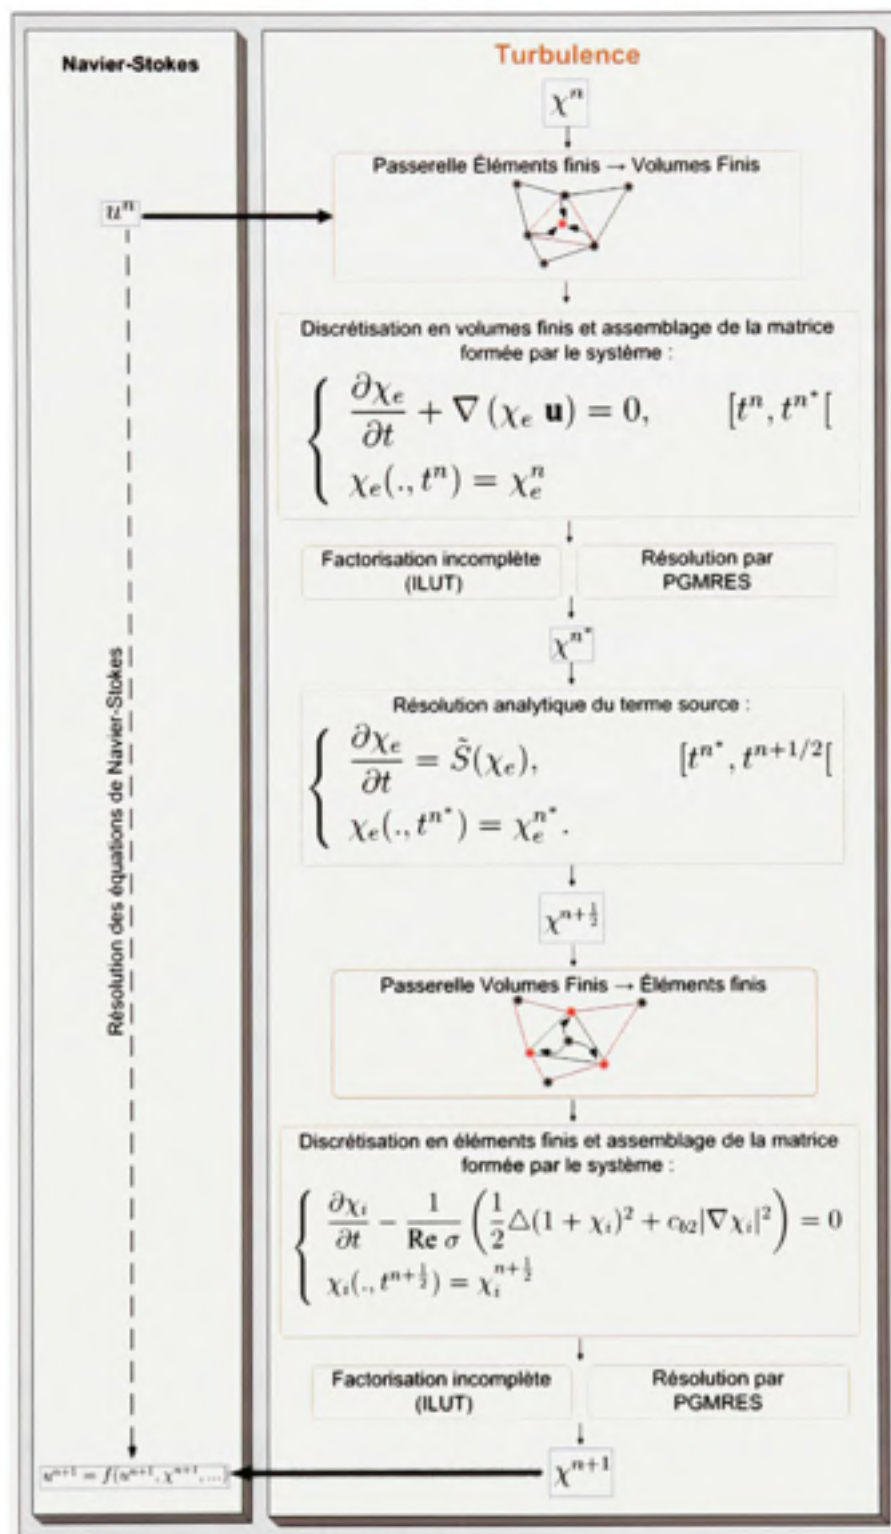 Navier-Stokes
Turbulence
χ^n
Passerelle Éléments finis → Volumes Finis
u^n
Discrétisation en volumes finis et assemblage de la matrice
formée par le système :
∂χ_e/∂t + ∇ (χ_e u) = 0, [t^n, t^{n*}[
χ_e(., t^n) = χ_e^n
Factorisation incomplète
(ILUT)
Résolution par
PGMRES
χ^{n*}
Résolution analytique du terme source :
∂χ_e/∂t = S̃(χ_e), [t^{n*}, t^{n+1/2}[
χ_e(., t^{n*}) = χ_e^{n*}.
Résolution des équations de Navier-Stokes
χ^{n+1/2}
Passerelle Volumes Finis → Éléments finis
Discrétisation en éléments finis et assemblage de la matrice
formée par le système :
∂χ_i/∂t − 1/(Re σ) (1/2 △(1 + χ_i)^2 + c_{b2}|∇χ_i|^2) = 0
χ_i(., t^{n+1/2}) = χ_i^{n+1/2}
Factorisation incomplète
(ILUT)
Résolution par
PGMRES
u^{n+1} = f(u^{n+1}, χ^{n+1}, ...)
χ^{n+1}